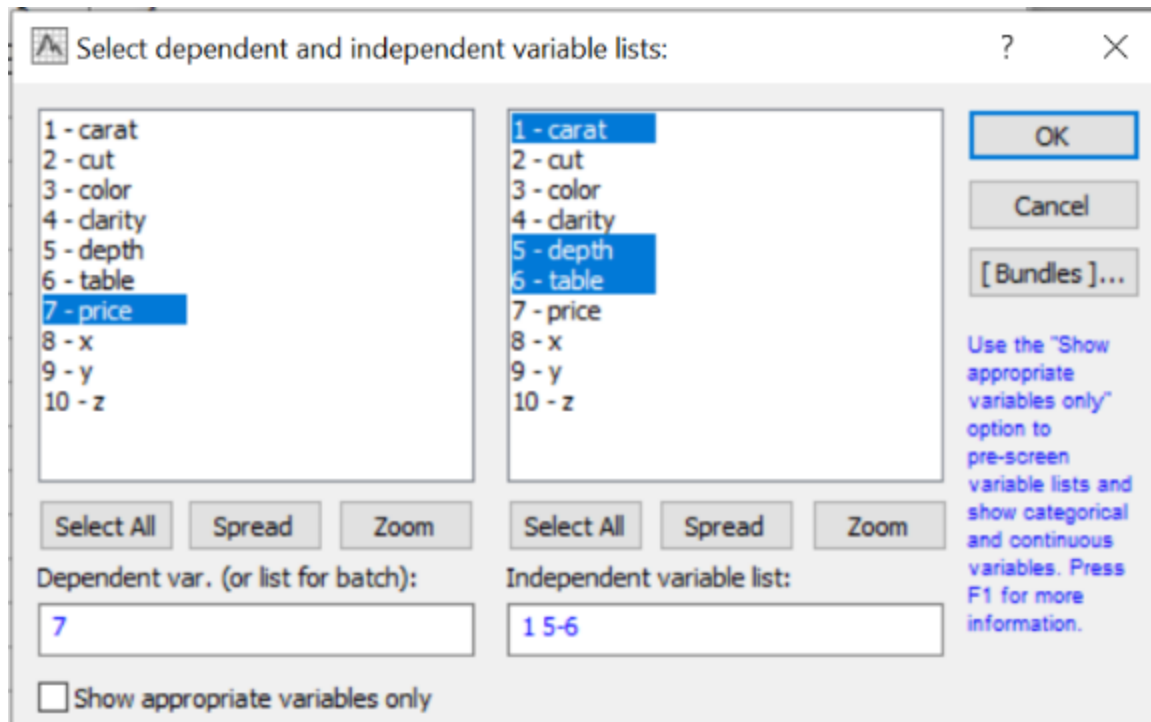 Select dependent and independent variable lists:
?
1 - carat
2 - cut
3 - color
4 - clarity
5 - depth
6 - table
7 - price
8 - x
9 - y
10 - z
Select All
Spread
Zoom
Dependent var. (or list for batch):
7
1 - carat
2 - cut
3 - color
4 - clarity
5 - depth
6 - table
7 - price
8 - x
9 - y
10 - z
Select All
Spread
Zoom
Independent variable list:
1 5-6
OK
Cancel
[ Bundles ]...
Use the "Show
appropriate
variables only"
option to
pre-screen
variable lists and
show categorical
and continuous
variables. Press
F1 for more
information.
Show appropriate variables only